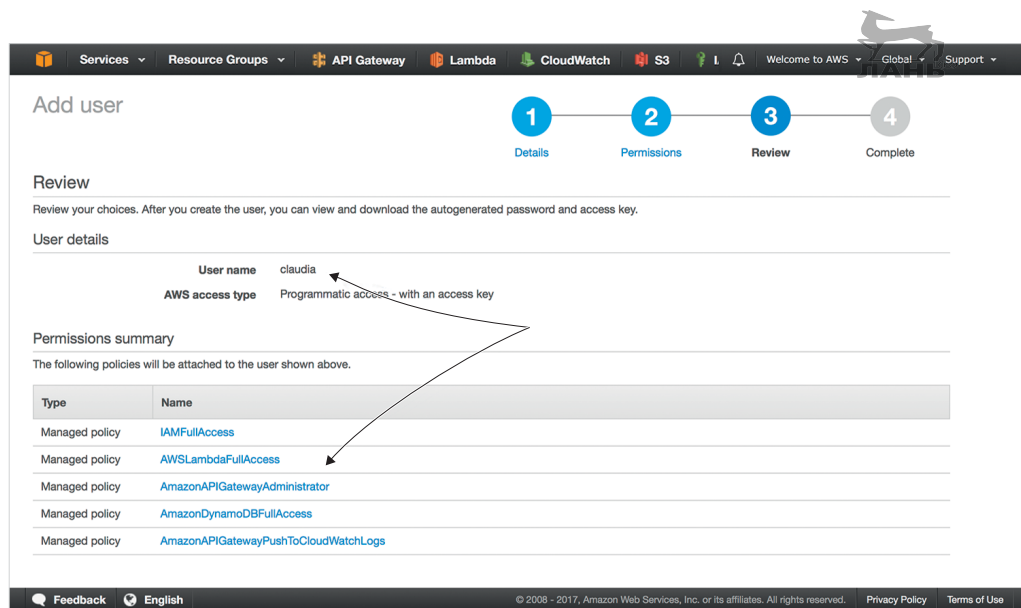 Services Resource Groups API Gateway Lambda CloudWatch S3 Welcome to AWS Global Support
ЛАНЬ
Add user
1 2 3 4
Details Permissions Review Complete
Review
Review your choices. After you create the user, you can view and download the autogenerated password and access key.
User details
User name claudia
AWS access type Programmatic access - with an access key
Permissions summary
The following policies will be attached to the user shown above.
Type Name
Managed policy IAMFullAccess
Managed policy AWSLambdaFullAccess
Managed policy AmazonAPIGatewayAdministrator
Managed policy AmazonDynamoDBFullAccess
Managed policy AmazonAPIGatewayPushToCloudWatchLogs
Feedback English © 2008 - 2017, Amazon Web Services, Inc. or its affiliates. All rights reserved. Privacy Policy Terms of Use